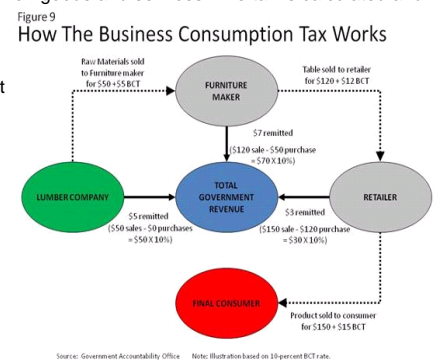 Figure 9
How The Business Consumption Tax Works
Raw Materials sold
to Furniture maker
for $50 +$5 BCT
FURNITURE
MAKER
Table sold to retailer
for $120 + $12 BCT
$7 remitted
($120 sale - $50 purchase
= $70 X 10%)
LUMBER COMPANY
TOTAL
GOVERNMENT
REVENUE
RETAILER
$5 remitted
($50 sales - $0 purchases
= $50 X 10%)
$3 remitted
($150 sale - $120 purchase
= $30 X 10%)
FINAL CONSUMER
Product sold to consumer
for $150 + $15 BCT
Source: Government Accountability Office Note: Illustration based on 10-percent BCT rate.